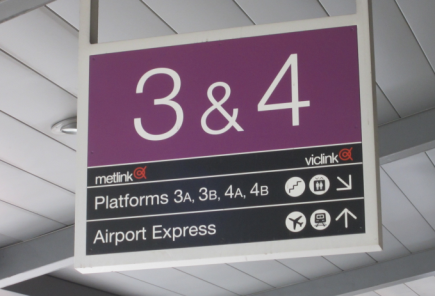 3 & 4
metlink viclink
Platforms 3A, 3B, 4A, 4B
Airport Express